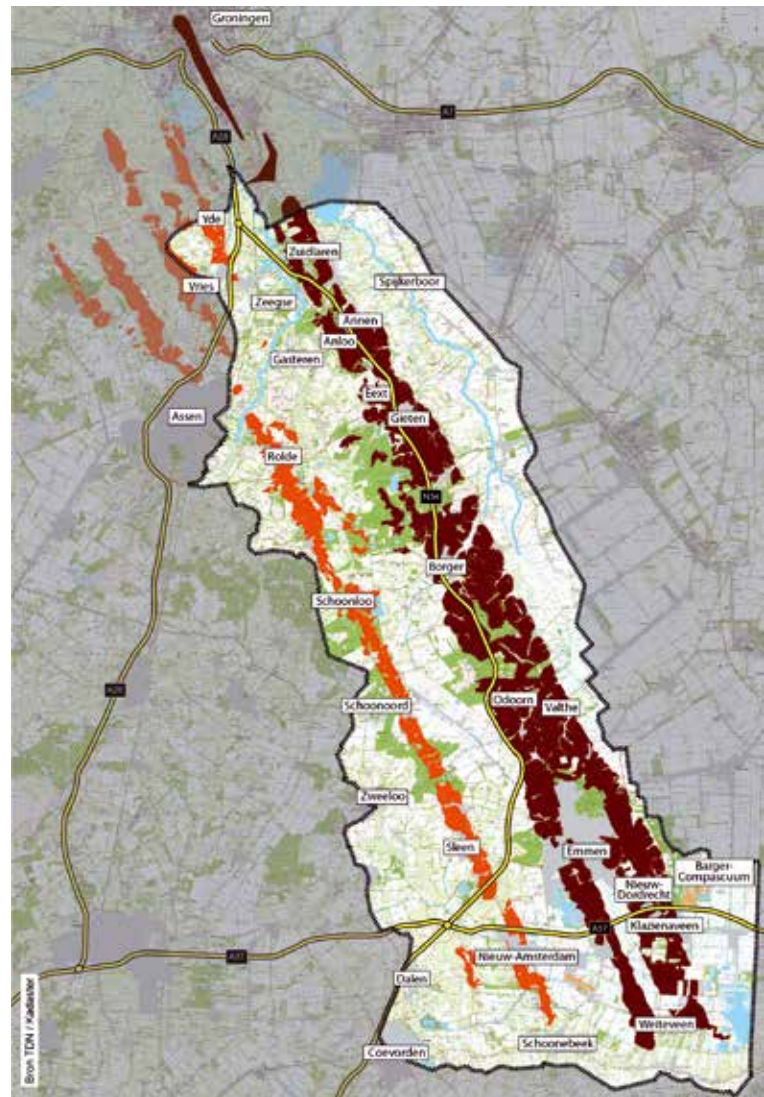 Groningen
A7
A28
Yde
Zuidlaren
Vries
Spijkerboor
Zeegse
Annen
Anloo
Gasteren
Eext
Assen
Gieten
Rolde
N34
Borger
Schoonloo
A28
Schoonoord
Odoorn
Valthe
Zweeloo
Sleen
Emmen
Barger-
Compascuum
Nieuw-
Dordrecht
Klazienaveen
A37
A37
Nieuw-Amsterdam
Dalen
Weiteveen
Schoonebeek
Coevorden
Bron TDN / Kadaster